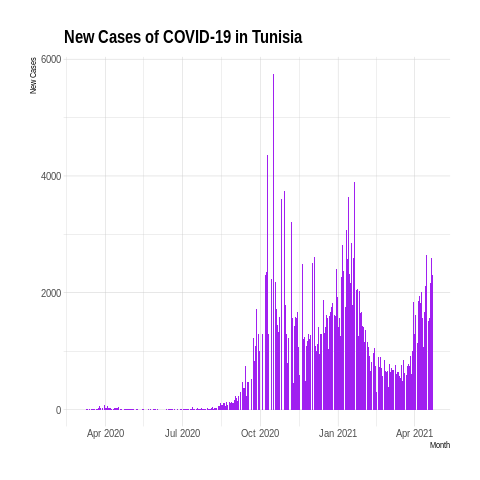 New Cases of COVID-19 in Tunisia
New Cases
6000
4000
2000
0
Apr 2020
Jul 2020
Oct 2020
Jan 2021
Apr 2021
Month